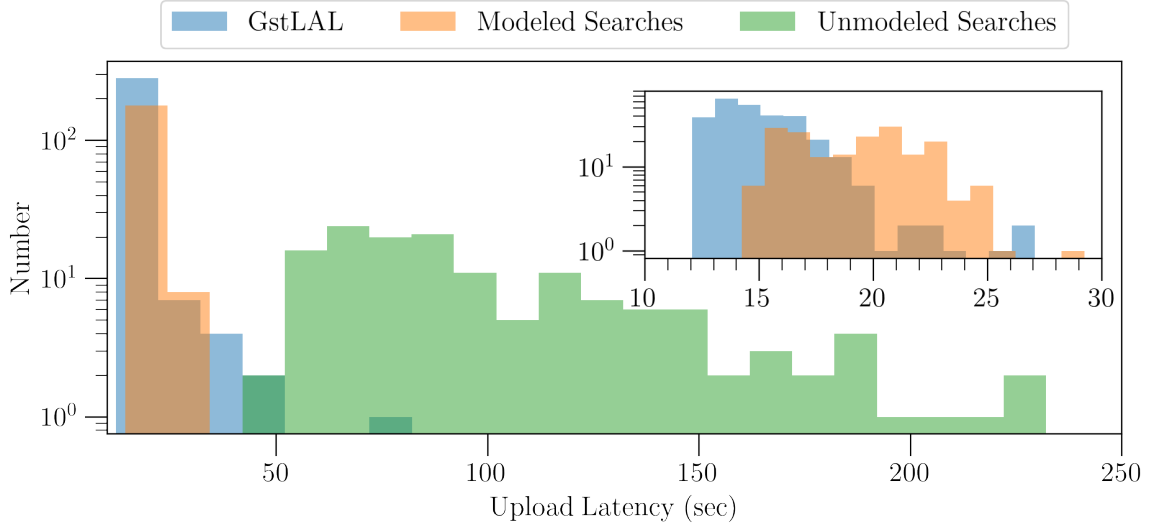 GstLAL Modeled Searches Unmodeled Searches
Number
10^2
10^1
10^0
50 100 150 200 250
Upload Latency (sec)
10^1
10^0
10 15 20 25 30